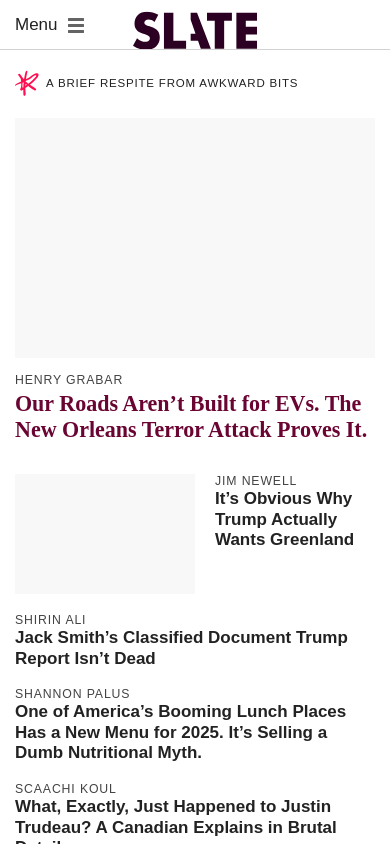 Menu
SLATE
A BRIEF RESPITE FROM AWKWARD BITS
HENRY GRABAR
Our Roads Aren’t Built for EVs. The
New Orleans Terror Attack Proves It.
JIM NEWELL
It’s Obvious Why
Trump Actually
Wants Greenland
SHIRIN ALI
Jack Smith’s Classified Document Trump
Report Isn’t Dead
SHANNON PALUS
One of America’s Booming Lunch Places
Has a New Menu for 2025. It’s Selling a
Dumb Nutritional Myth.
SCAACHI KOUL
What, Exactly, Just Happened to Justin
Trudeau? A Canadian Explains in Brutal